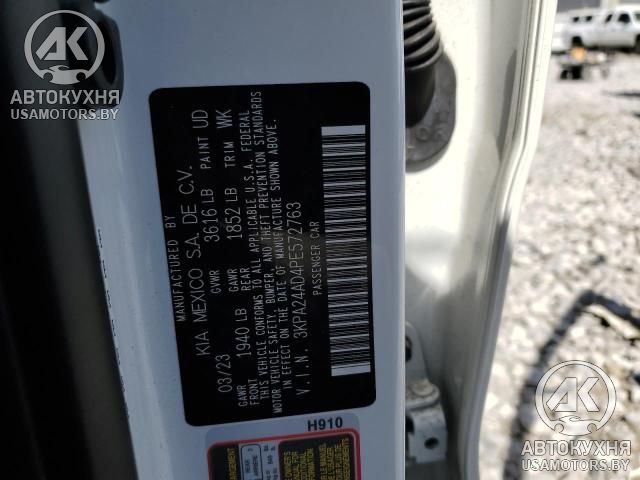 AK
АВТОКУХНЯ
USAMOTORS.BY
MANUFACTURED BY
KIA MEXICO S.A. DE C.V.
03/23 GVWR 3616 LB PAINT UD
GAWR FRONT 1940 LB GAWR REAR 1852 LB TRIM WK
THIS VEHICLE CONFORMS TO ALL APPLICABLE U.S.A. FEDERAL
MOTOR VEHICLE SAFETY, BUMPER, AND THEFT PREVENTION STANDARDS
IN EFFECT ON THE DATE OF MANUFACTURE SHOWN ABOVE.
V.I.N. 3KPA24AD4PE572763
PASSENGER CAR
H910
AK
АВТОКУХНЯ
USAMOTORS.BY